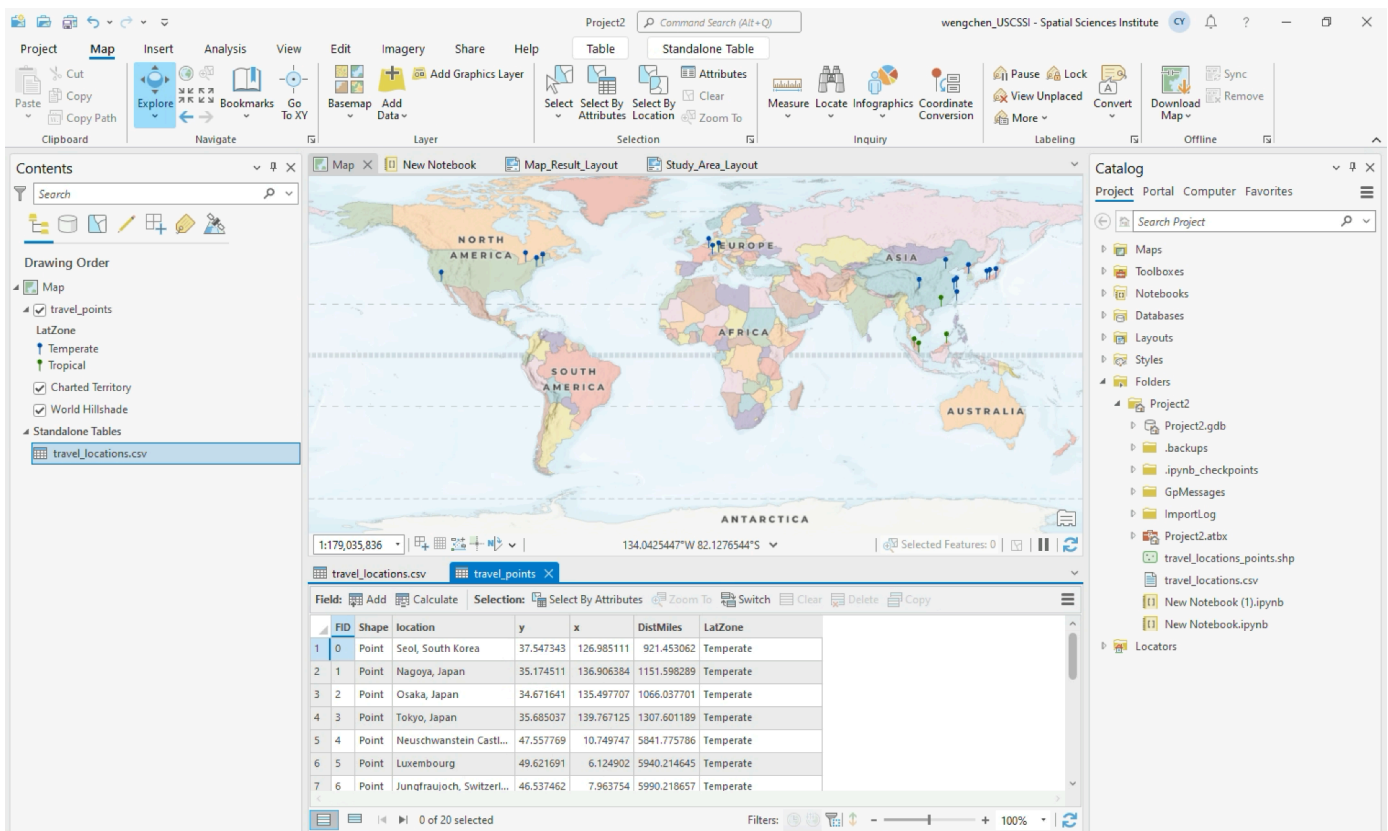 Project2
Command Search (Alt+Q)
wengchen_USCSSI - Spatial Sciences Institute
CY
?
Project Map Insert Analysis View Edit Imagery Share Help Table Standalone Table
Paste
Cut
Copy
Copy Path
Clipboard
Explore
Bookmarks
Go To XY
Navigate
Basemap
Add Data
Add Graphics Layer
Layer
Select
Select By Attributes
Select By Location
Attributes
Clear
Zoom To
Selection
Measure
Locate
Infographics
Coordinate Conversion
Inquiry
Pause
Lock
View Unplaced
More
Convert
Labeling
Download Map
Sync
Remove
Offline
Contents
Search
Drawing Order
Map
travel_points
LatZone
Temperate
Tropical
Charted Territory
World Hillshade
Standalone Tables
travel_locations.csv
Map
New Notebook
Map_Result_Layout
Study_Area_Layout
NORTH
AMERICA
EUROPE
ASIA
AFRICA
SOUTH
AMERICA
AUSTRALIA
ANTARCTICA
1:179,035,836
134.0425447°W 82.1276544°S
Selected Features: 0
travel_locations.csv
travel_points
Field: Add Calculate Selection: Select By Attributes Zoom To Switch Clear Delete Copy
FID Shape location y x DistMiles LatZone
1 0 Point Seol, South Korea 37.547343 126.985111 921.453062 Temperate
2 1 Point Nagoya, Japan 35.174511 136.906384 1151.598289 Temperate
3 2 Point Osaka, Japan 34.671641 135.497707 1066.037701 Temperate
4 3 Point Tokyo, Japan 35.685037 139.767125 1307.601189 Temperate
5 4 Point Neuschwanstein Castl... 47.557769 10.749747 5841.775786 Temperate
6 5 Point Luxembourg 49.621691 6.124902 5940.214645 Temperate
7 6 Point Jungfraujoch, Switzerl... 46.537462 7.963754 5990.218657 Temperate
0 of 20 selected
Filters:
- + 100%
Catalog
Project Portal Computer Favorites
Search Project
Maps
Toolboxes
Notebooks
Databases
Layouts
Styles
Folders
Project2
Project2.gdb
.backups
.ipynb_checkpoints
GpMessages
ImportLog
Project2.atbx
travel_locations_points.shp
travel_locations.csv
New Notebook (1).ipynb
New Notebook.ipynb
Locators